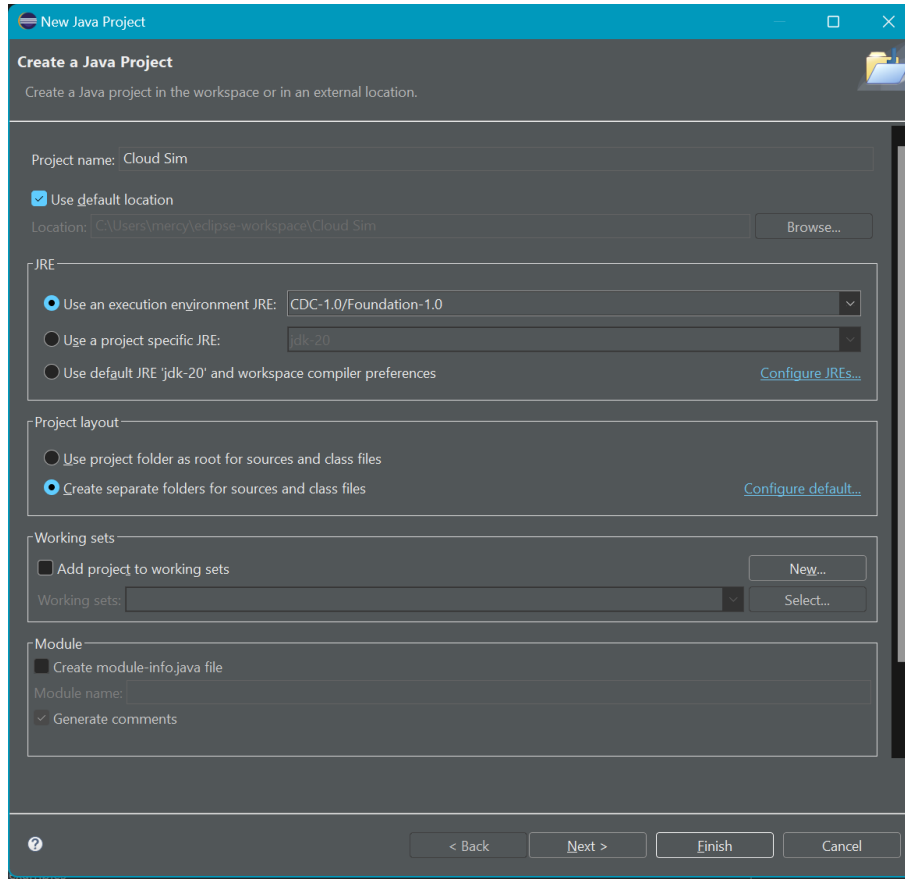 New Java Project
Create a Java Project
Create a Java project in the workspace or in an external location.
Project name: Cloud Sim
Use default location
Location: C:\Users\mercy\eclipse-workspace\Cloud Sim Browse...
JRE
Use an execution environment JRE: CDC-1.0/Foundation-1.0
Use a project specific JRE: jdk-20
Use default JRE 'jdk-20' and workspace compiler preferences Configure JREs...
Project layout
Use project folder as root for sources and class files
Create separate folders for sources and class files Configure default...
Working sets
Add project to working sets New...
Working sets: Select...
Module
Create module-info.java file
Module name:
Generate comments
? < Back Next > Finish Cancel